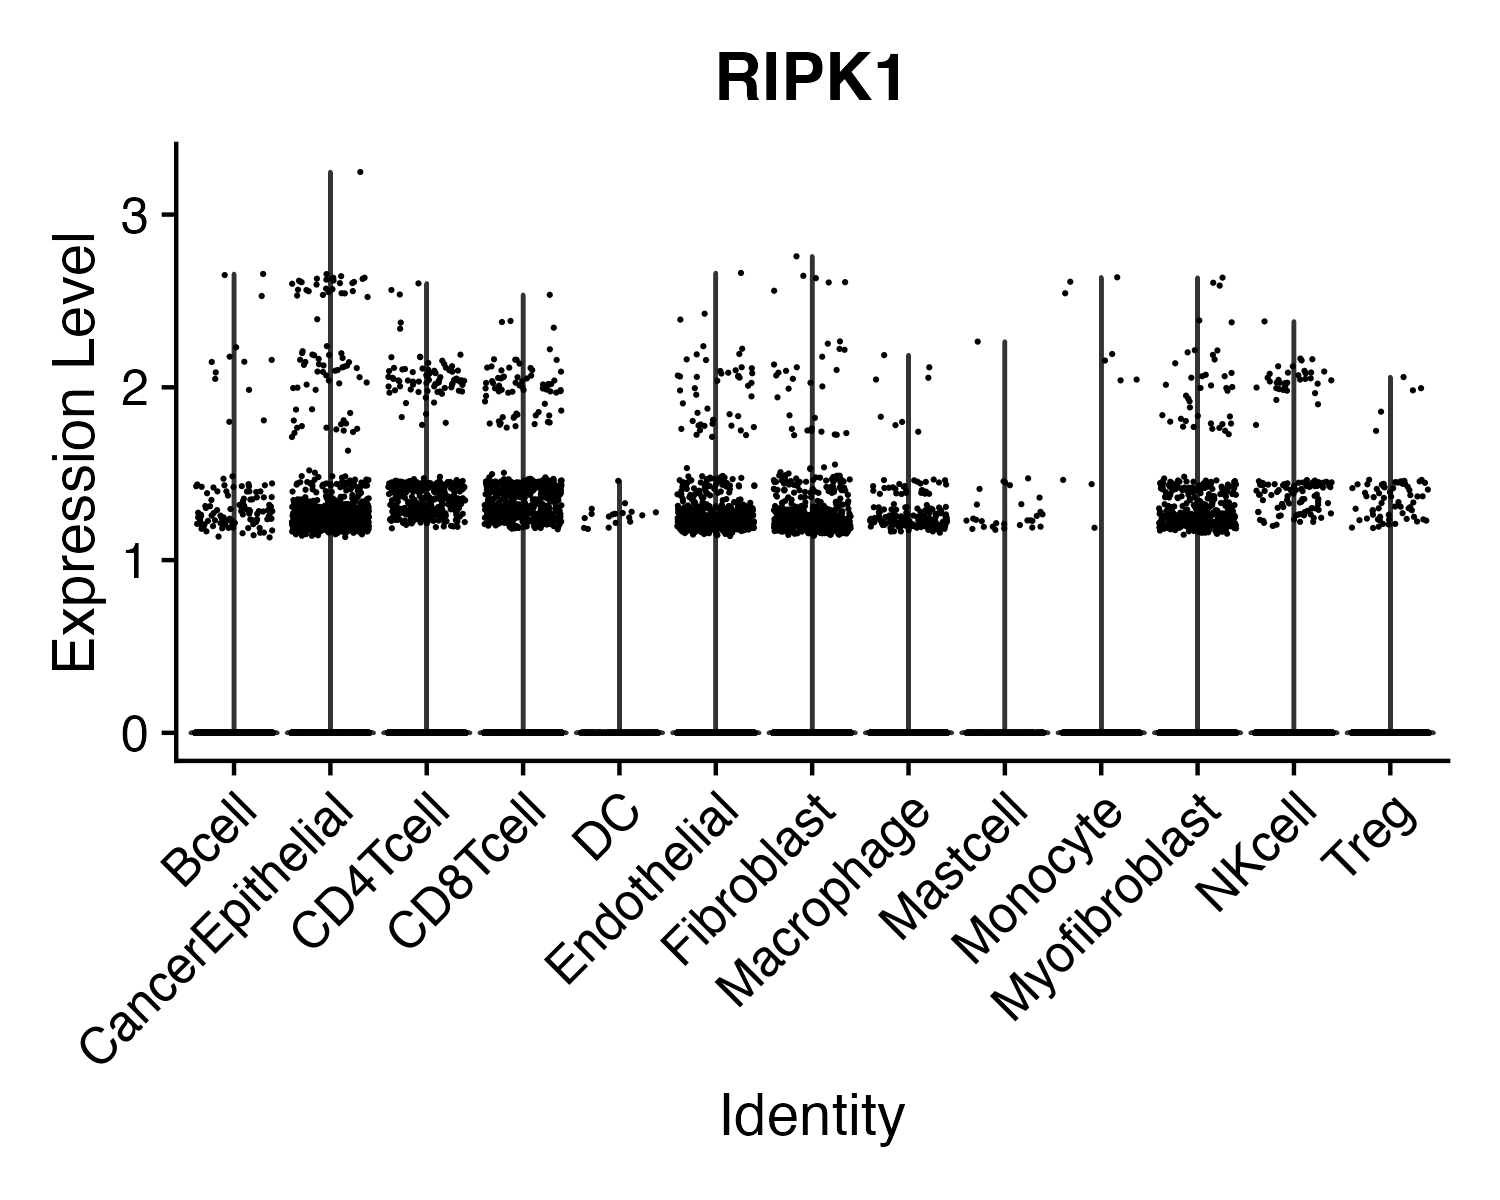 RIPK1
Expression Level
3
2
1
0
Bcell
CancerEpithelial
CD4Tcell
CD8Tcell
DC
Endothelial
Fibroblast
Macrophage
Mastcell
Monocyte
Myofibroblast
NKcell
Treg
Identity